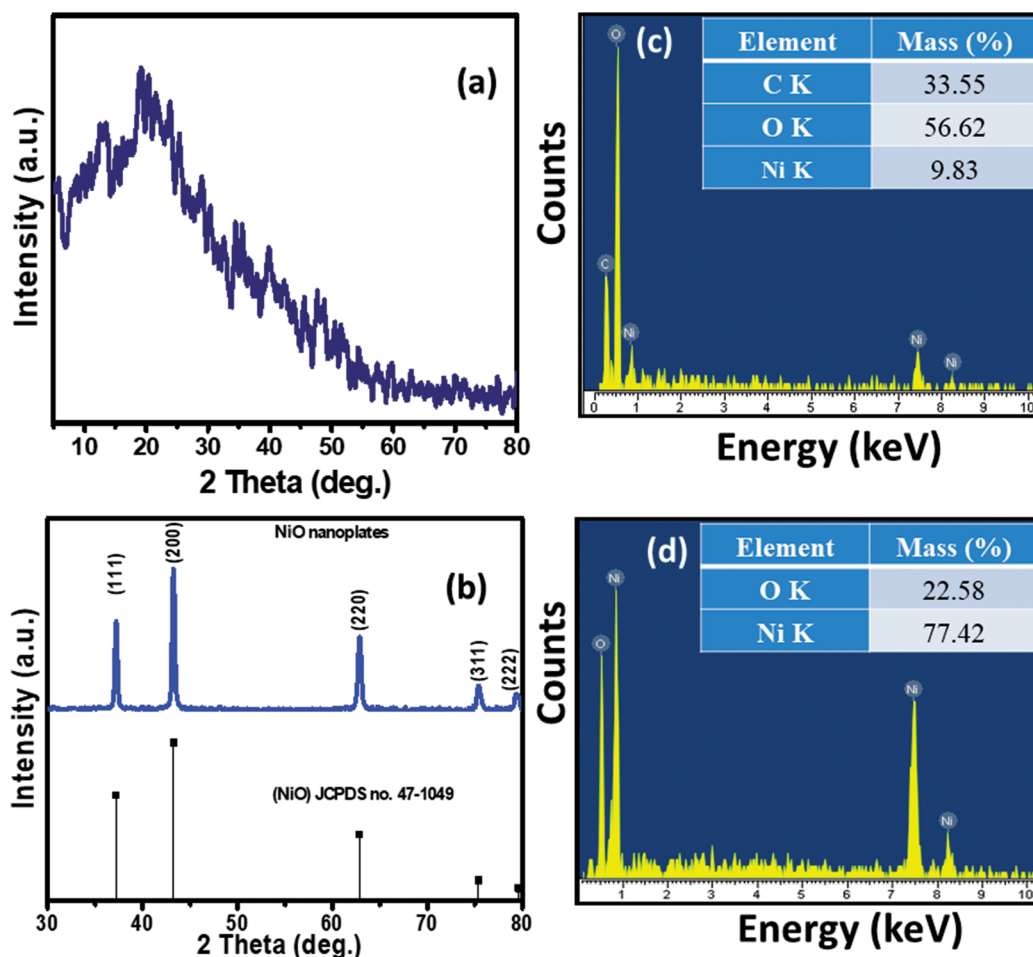 (a)
Intensity (a.u.)
10 20 30 40 50 60 70 80
2 Theta (deg.)
(c)
Element Mass (%)
C K 33.55
O K 56.62
Ni K 9.83
O
C
Ni
Ni
Ni
Counts
0 1 2 3 4 5 6 7 8 9 10
Energy (keV)
(b)
NiO nanoplates
(111)
(200)
(220)
(311)
(222)
(NiO) JCPDS no. 47-1049
Intensity (a.u.)
30 40 50 60 70 80
2 Theta (deg.)
(d)
Element Mass (%)
O K 22.58
Ni K 77.42
O
Ni
Ni
Ni
Counts
1 2 3 4 5 6 7 8 9 10
Energy (keV)